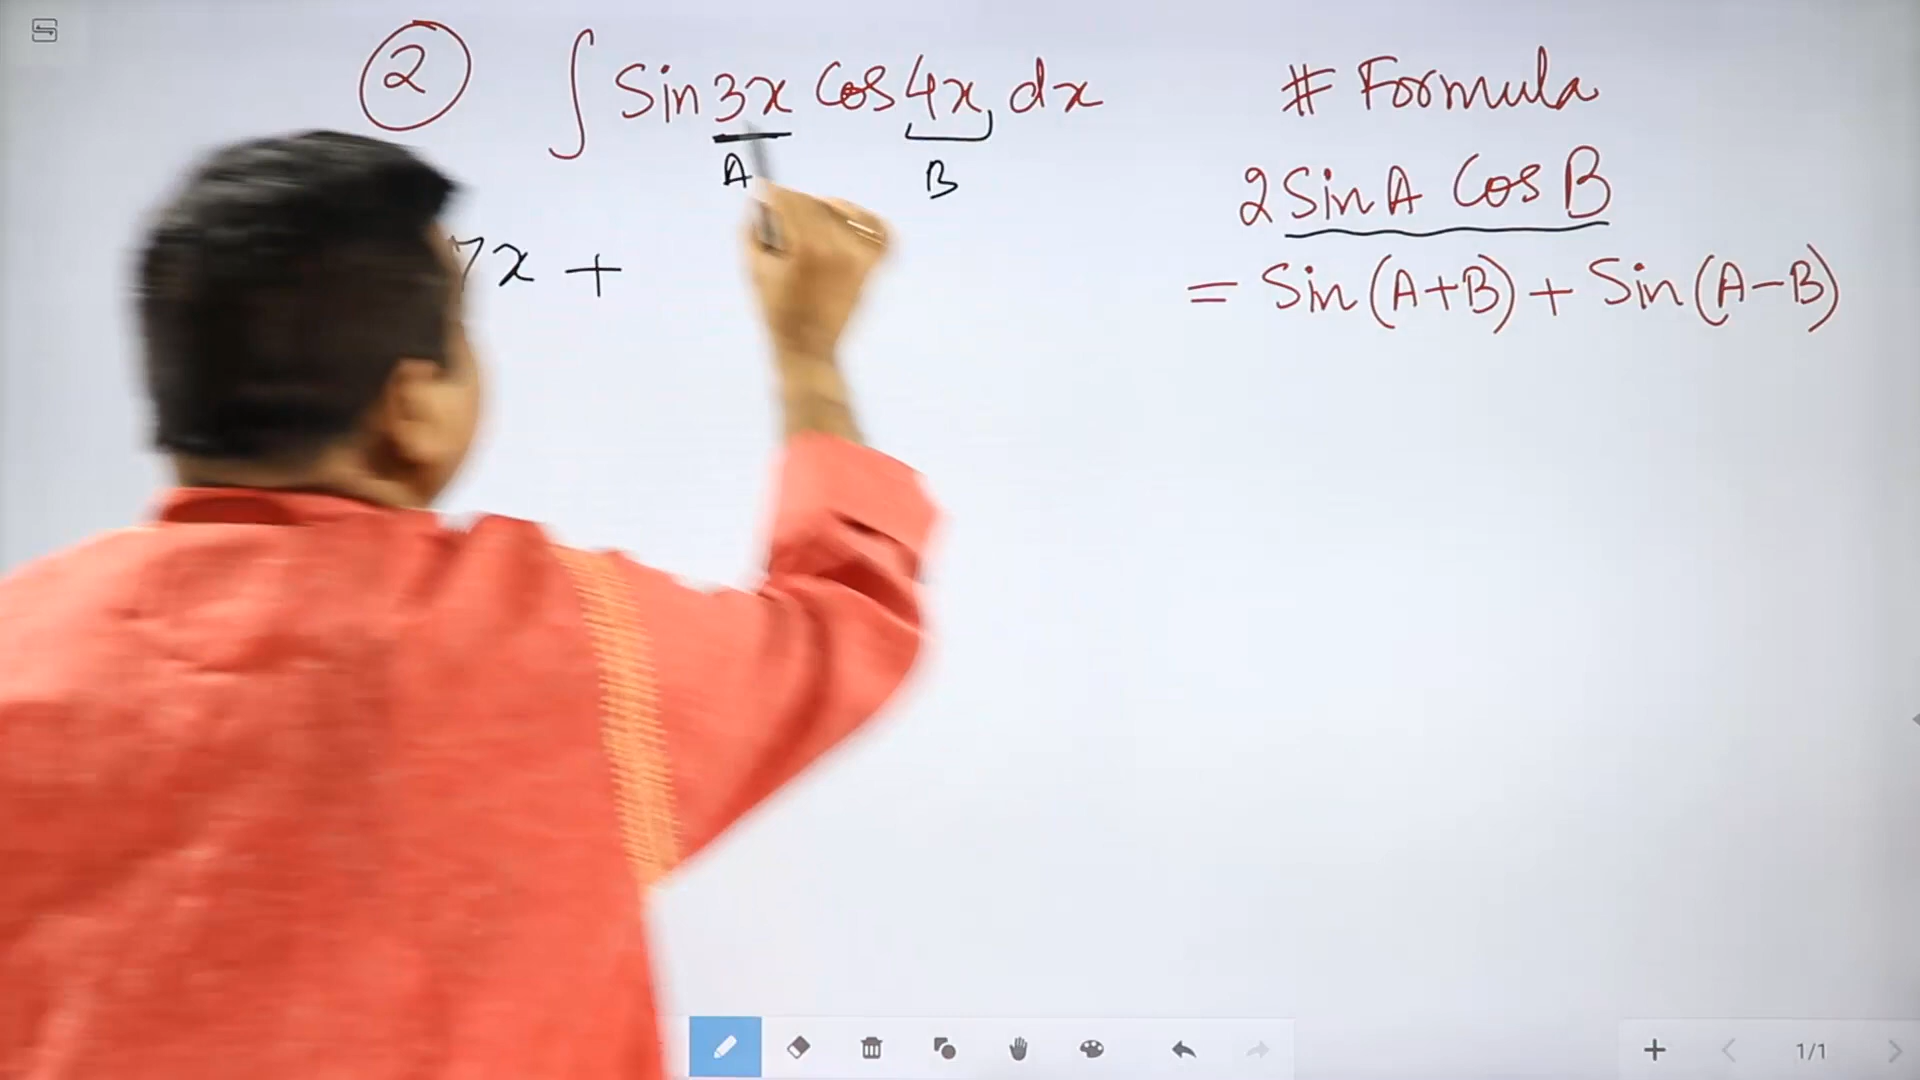 ② ∫ Sin 3x Cos 4x dx
A B
7x +
# Formula
2 Sin A Cos B
= Sin (A+B) + Sin (A-B)
1/1